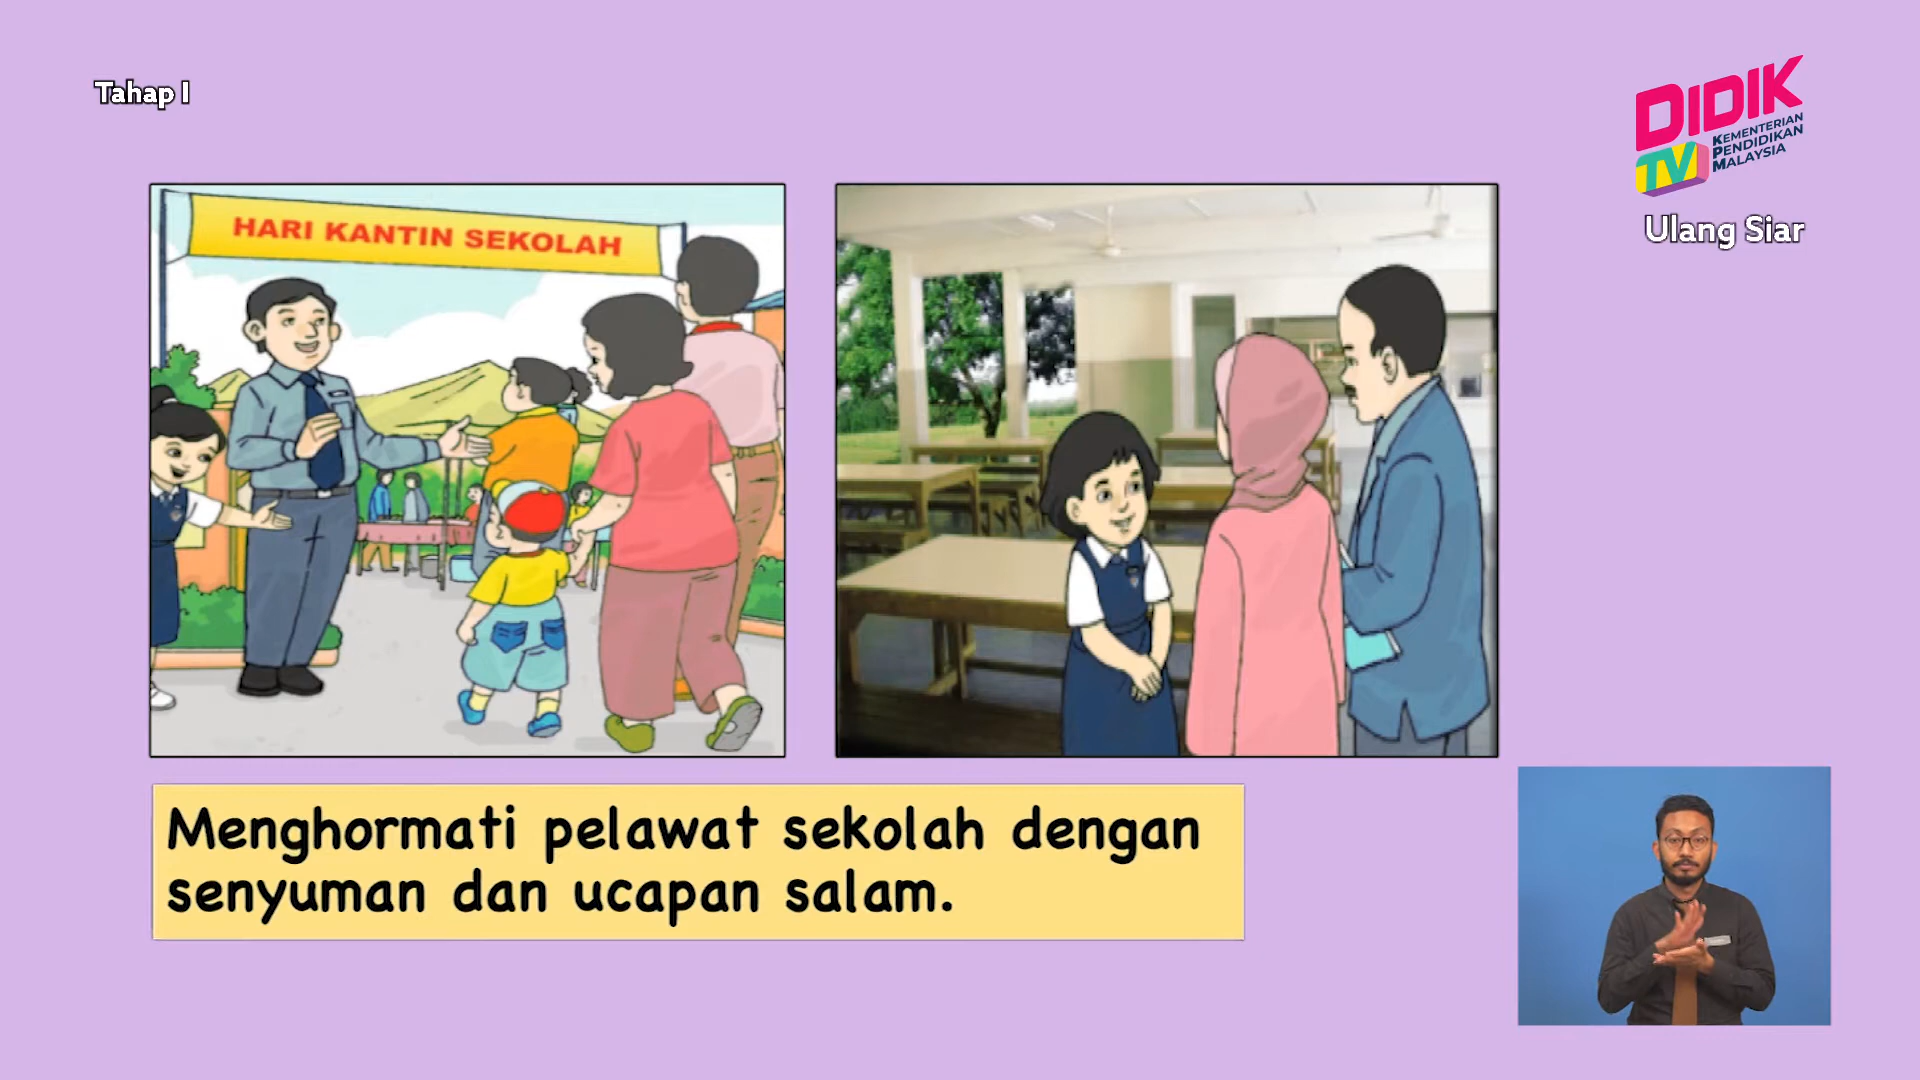 Tahap I
DIDIK
TV
KEMENTERIAN
PENDIDIKAN
MALAYSIA
Ulang Siar
HARI KANTIN SEKOLAH
Menghormati pelawat sekolah dengan
senyuman dan ucapan salam.